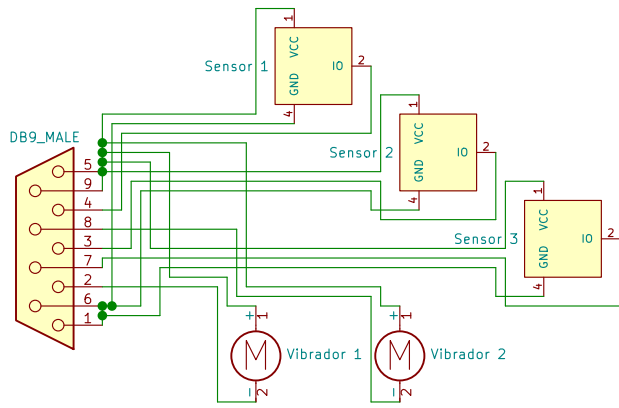 1
VCC
Sensor 1
IO
2
GND
4
DB9_MALE
1
VCC
Sensor 2
IO
2
GND
4
5
9
4
8
3
7
2
6
1
1
VCC
Sensor 3
IO
2
GND
4
+
1
M
Vibrador 1
-
2
+
1
M
Vibrador 2
-
2